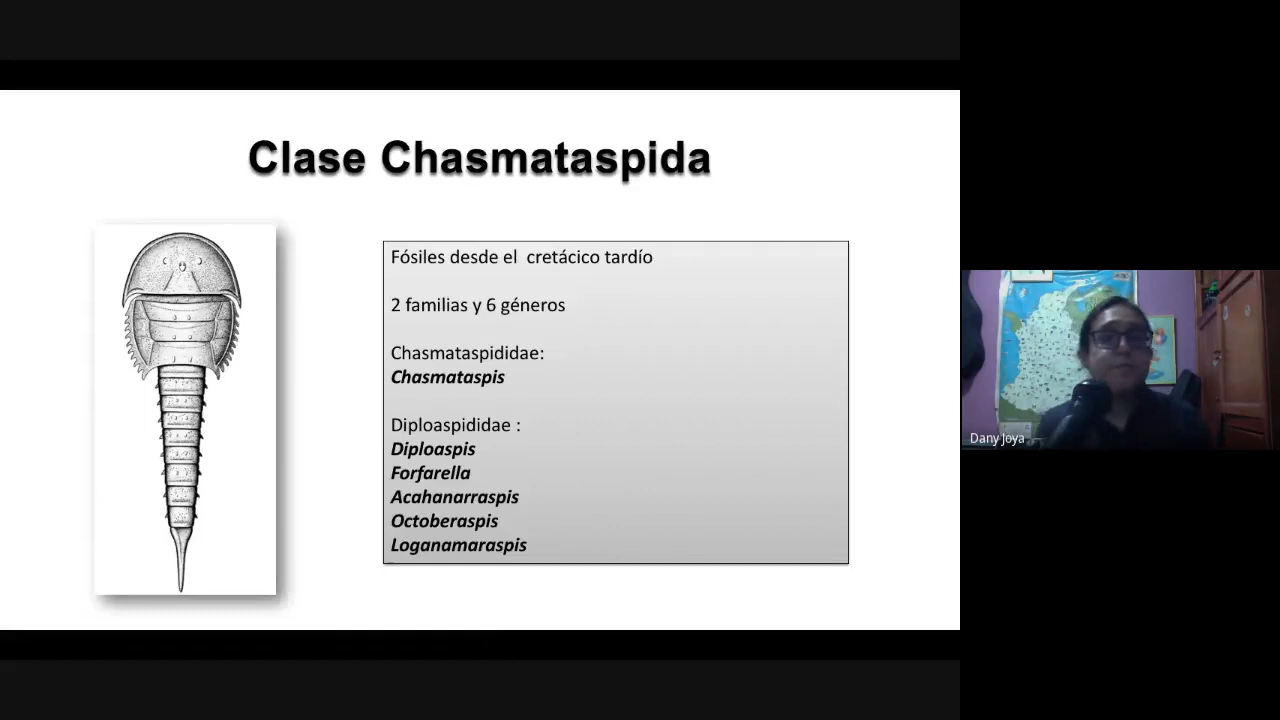 Clase Chasmataspida
Fósiles desde el cretácico tardío
2 familias y 6 géneros
Chasmataspididae:
Chasmataspis
Diploaspididae :
Diploaspis
Forfarella
Acahanarraspis
Octoberaspis
Loganamaraspis
Dany Joya